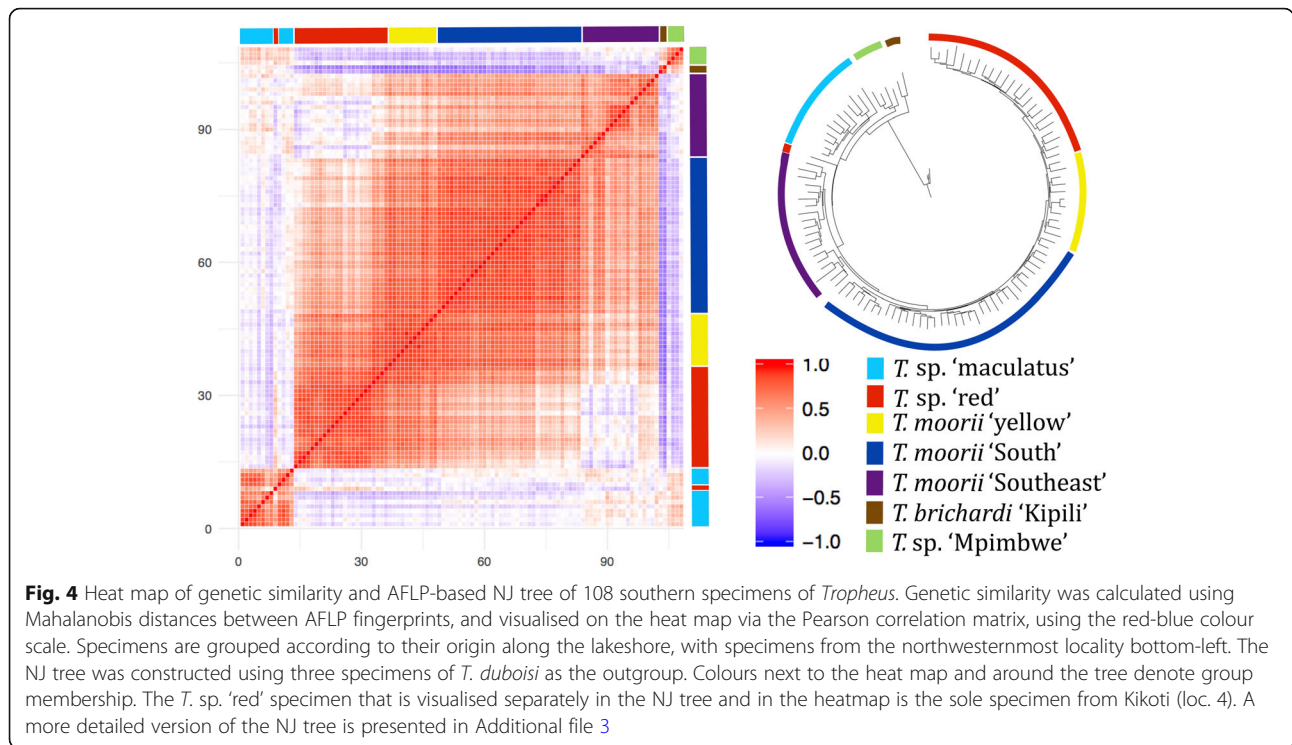 90
60
30
0
0
30
60
90
1.0
0.5
0.0
−0.5
−1.0
T. sp. ‘maculatus’
T. sp. ‘red’
T. moorii ‘yellow’
T. moorii ‘South’
T. moorii ‘Southeast’
T. brichardi ‘Kipili’
T. sp. ‘Mpimbwe’
Fig. 4 Heat map of genetic similarity and AFLP-based NJ tree of 108 southern specimens of Tropheus. Genetic similarity was calculated using
Mahalanobis distances between AFLP fingerprints, and visualised on the heat map via the Pearson correlation matrix, using the red-blue colour
scale. Specimens are grouped according to their origin along the lakeshore, with specimens from the northwesternmost locality bottom-left. The
NJ tree was constructed using three specimens of T. duboisi as the outgroup. Colours next to the heat map and around the tree denote group
membership. The T. sp. ‘red’ specimen that is visualised separately in the NJ tree and in the heatmap is the sole specimen from Kikoti (loc. 4). A
more detailed version of the NJ tree is presented in Additional file 3